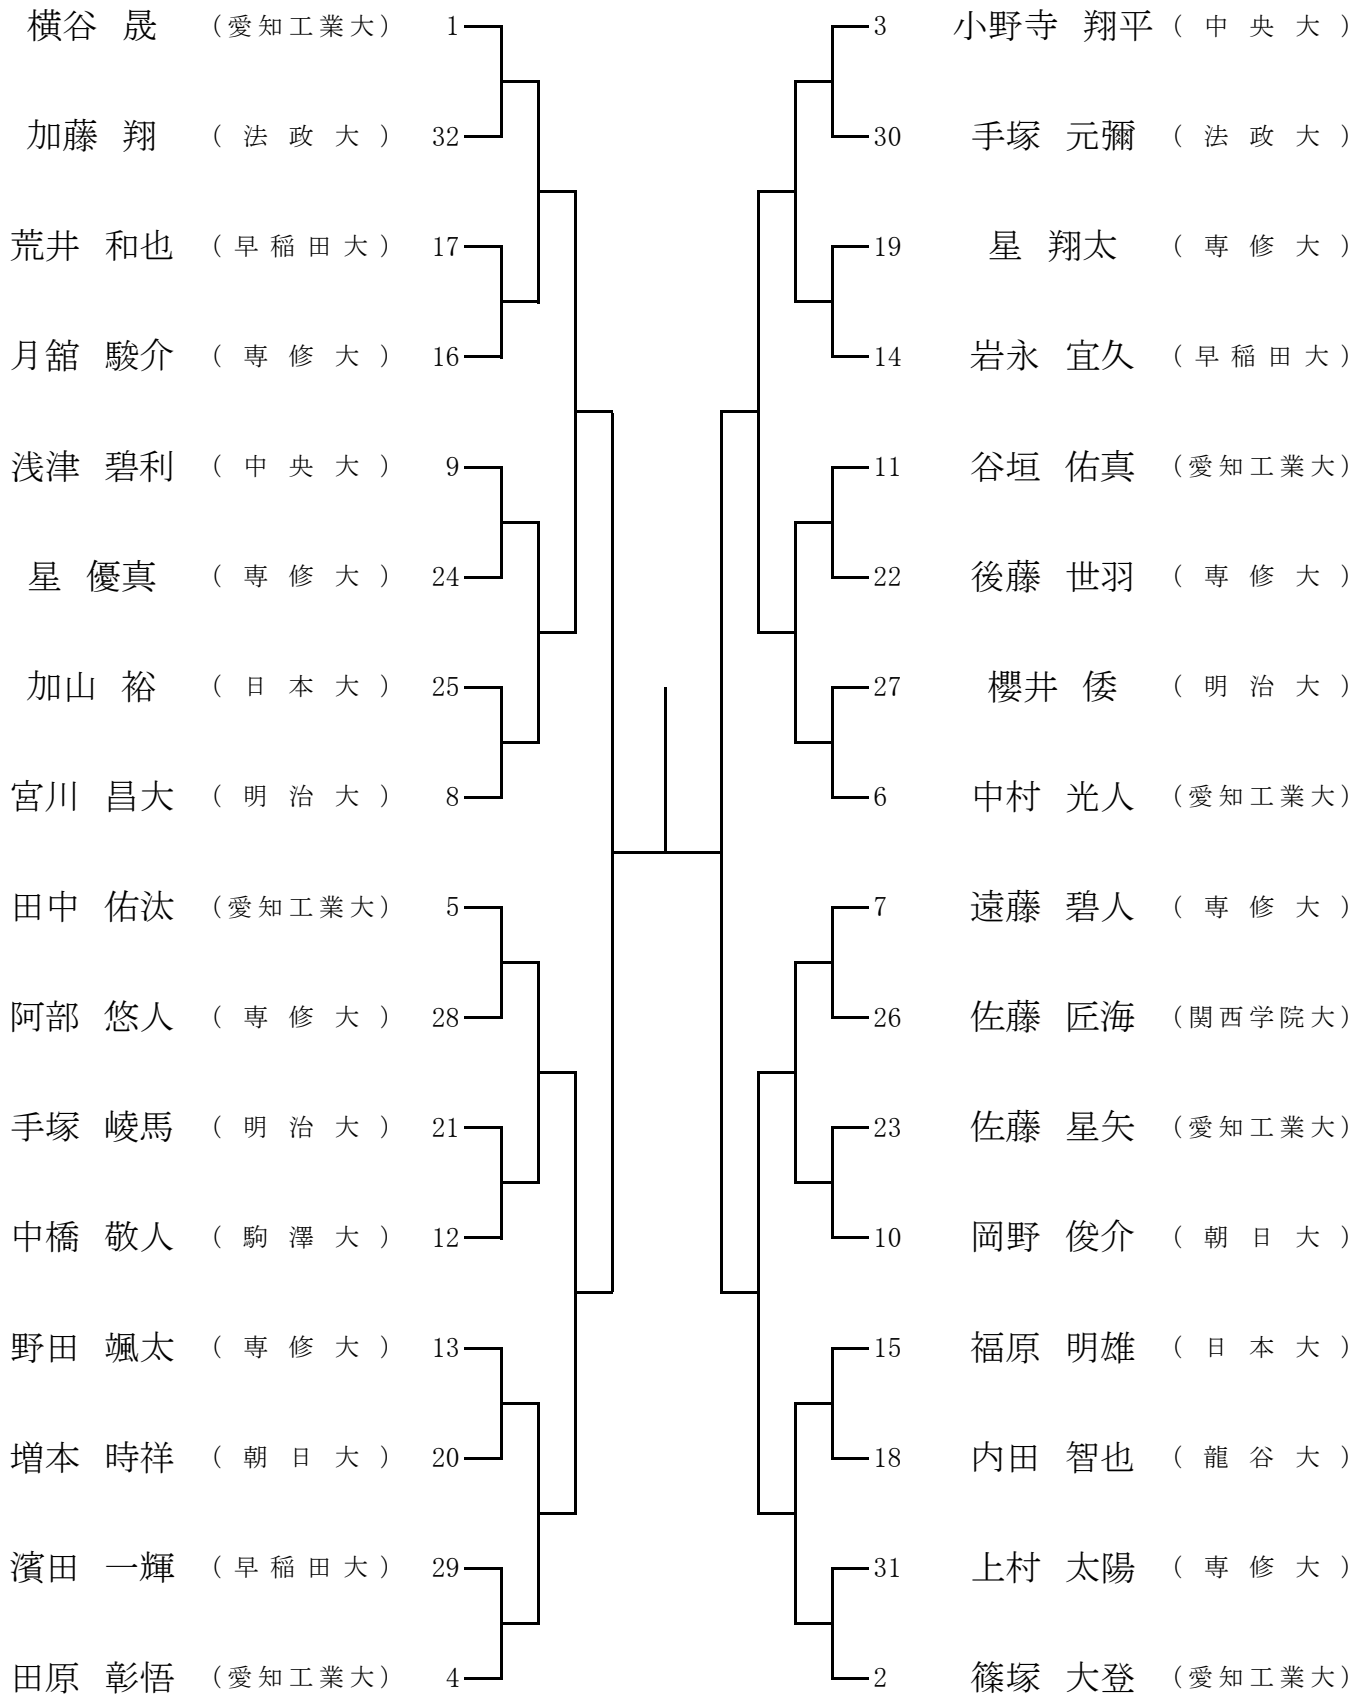 横谷 晟 (愛知工業大) 1
加藤 翔 (法政大) 32
荒井 和也 (早稲田大) 17
月舘 駿介 (専修大) 16
浅津 碧利 (中央大) 9
星 優真 (専修大) 24
加山 裕 (日本大) 25
宮川 昌大 (明治大) 8
田中 佑汰 (愛知工業大) 5
阿部 悠人 (専修大) 28
手塚 崚馬 (明治大) 21
中橋 敬人 (駒澤大) 12
野田 颯太 (専修大) 13
増本 時祥 (朝日大) 20
濱田 一輝 (早稲田大) 29
田原 彰悟 (愛知工業大) 4
3 小野寺 翔平 (中央大)
30 手塚 元彌 (法政大)
19 星 翔太 (専修大)
14 岩永 宜久 (早稲田大)
11 谷垣 佑真 (愛知工業大)
22 後藤 世羽 (専修大)
27 櫻井 倭 (明治大)
6 中村 光人 (愛知工業大)
7 遠藤 碧人 (専修大)
26 佐藤 匠海 (関西学院大)
23 佐藤 星矢 (愛知工業大)
10 岡野 俊介 (朝日大)
15 福原 明雄 (日本大)
18 内田 智也 (龍谷大)
31 上村 太陽 (専修大)
2 篠塚 大登 (愛知工業大)